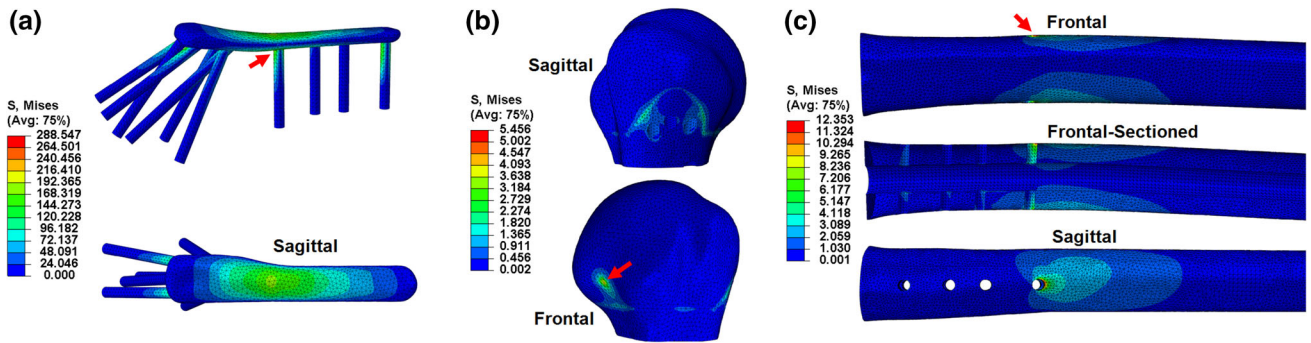 (a)
S, Mises
(Avg: 75%)
288.547
264.501
240.456
216.410
192.365
168.319
144.273
120.228
96.182
72.137
48.091
24.046
0.000
Sagittal
(b)
Sagittal
S, Mises
(Avg: 75%)
5.456
5.002
4.547
4.093
3.638
3.184
2.729
2.274
1.820
1.365
0.911
0.456
0.002
Frontal
(c)
Frontal
S, Mises
(Avg: 75%)
12.353
11.324
10.294
9.265
8.236
7.206
6.177
5.147
4.118
3.089
2.059
1.030
0.001
Frontal-Sectioned
Sagittal